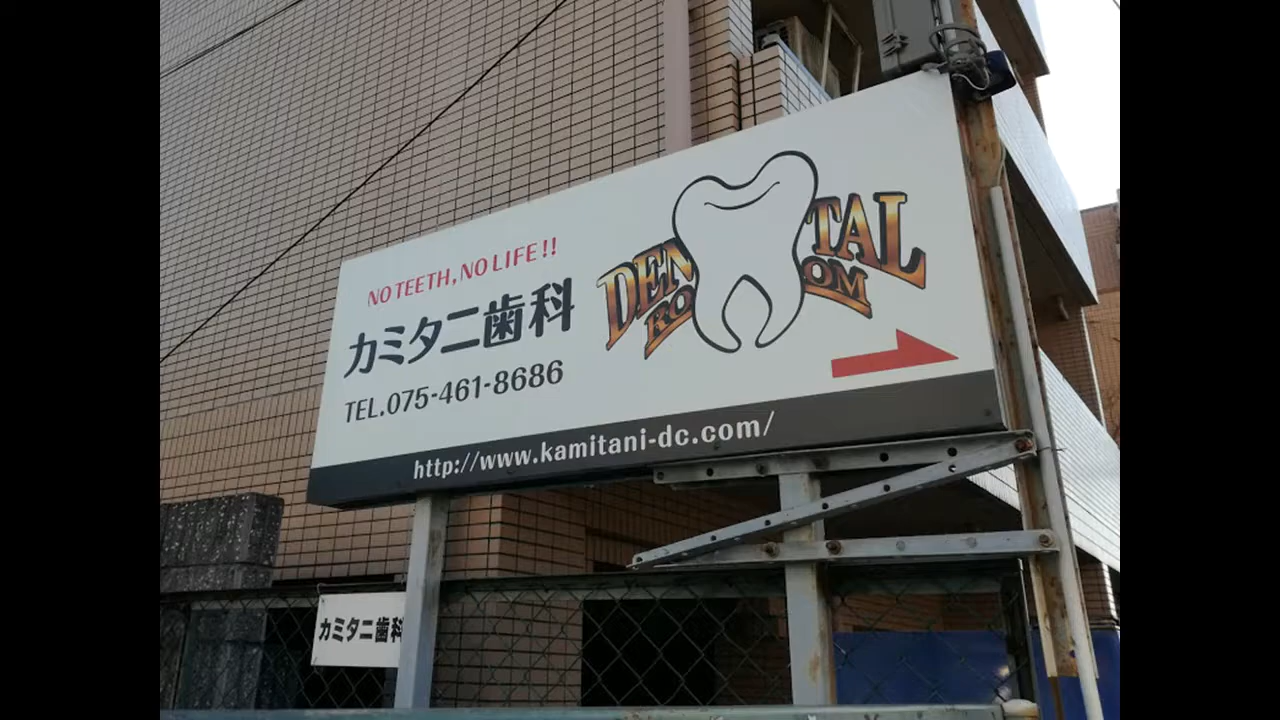 NO TEETH, NO LIFE!!
カミタニ歯科
TEL.075-461-8686
DENTAL
ROOM
http://www.kamitani-dc.com/
カミタニ歯科